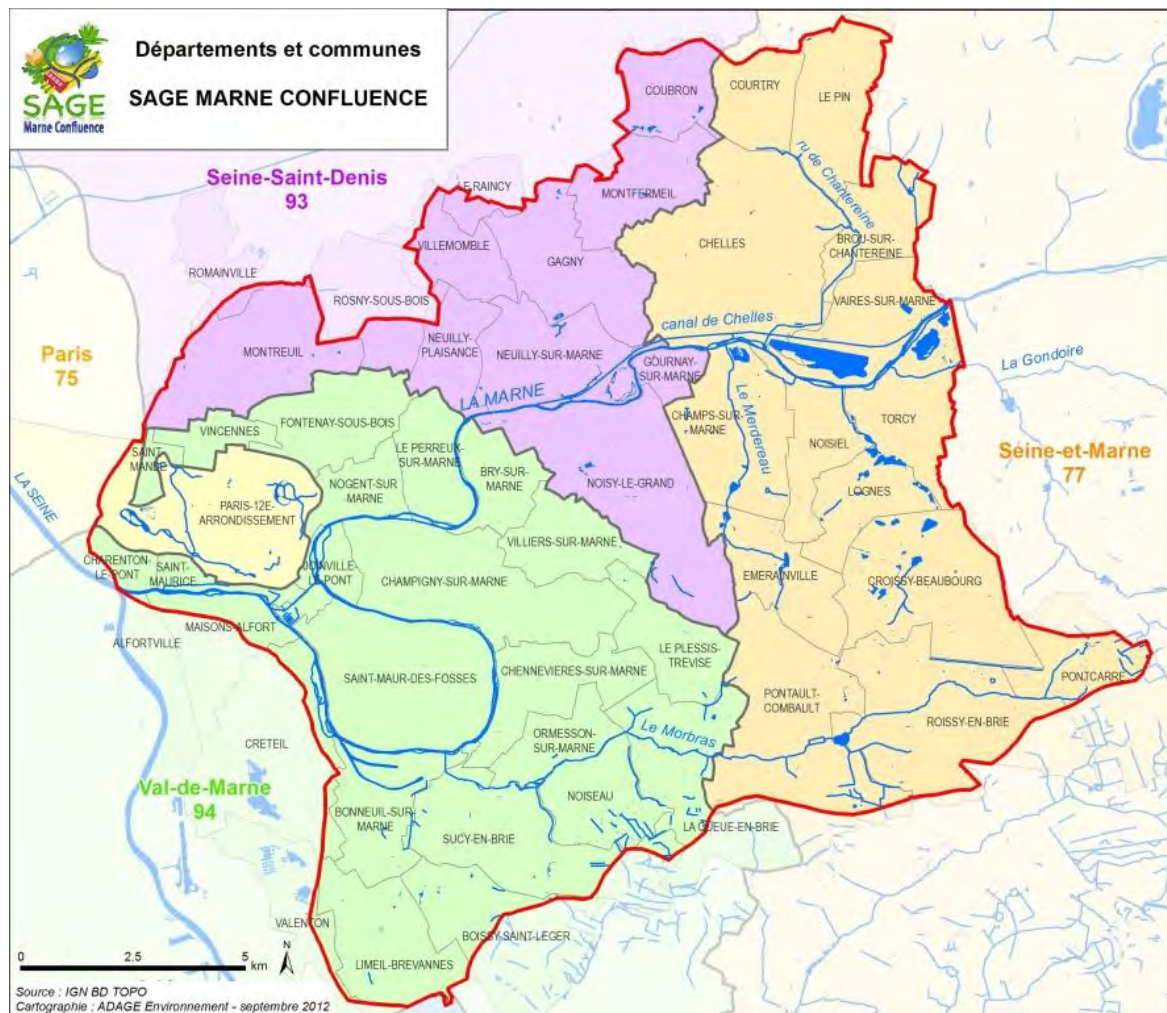 Départements et communes
SAGE MARNE CONFLUENCE
SAGE
Marne Confluence
COUBRON
COURTRY
LE PIN
Seine-Saint-Denis
93
LE RAINCY
MONTFERMEIL
ru de Chantereine
VILLEMOMBLE
GAGNY
CHELLES
BROU-SUR-
CHANTEREINE
ROMAINVILLE
ROSNY-SOUS-BOIS
VAIRES-SUR-MARNE
canal de Chelles
Paris
75
MONTREUIL
NEUILLY-
PLAISANCE
NEUILLY-SUR-MARNE
GOURNAY-
SUR-MARNE
La Gondoire
LA MARNE
VINCENNES
FONTENAY-SOUS-BOIS
CHAMPS-SUR-
MARNE
Le Merdereau
TORCY
NOISIEL
SAINT-
MANDE
LE PERREUX-
SUR-MARNE
BRY-SUR-
MARNE
Seine-et-Marne
77
LA SEINE
NOGENT-SUR
MARNE
NOISY-LE-GRAND
LOGNES
PARIS-12E-
ARRONDISSEMENT
VILLIERS-SUR-MARNE
CHARENTON-
LE-PONT
SAINT-
MAURICE
JOINVILLE-
LE-PONT
CHAMPIGNY-SUR-MARNE
EMERAINVILLE
CROISSY-BEAUBOURG
MAISONS-ALFORT
ALFORTVILLE
LE PLESSIS-
TREVISE
SAINT-MAUR-DES-FOSSES
CHENNEVIERES-SUR-MARNE
PONTCARRE
PONTAULT-
COMBAULT
ROISSY-EN-BRIE
ORMESSON-
SUR-MARNE
Le Morbras
CRETEIL
Val-de-Marne
94
NOISEAU
BONNEUIL-SUR-
MARNE
SUCY-EN-BRIE
LA QUEUE-EN-BRIE
VALENTON
BOISSY-SAINT-LEGER
LIMEIL-BREVANNES
0 2.5 5
km
N
Source : IGN BD TOPO
Cartographie : ADAGE Environnement - septembre 2012